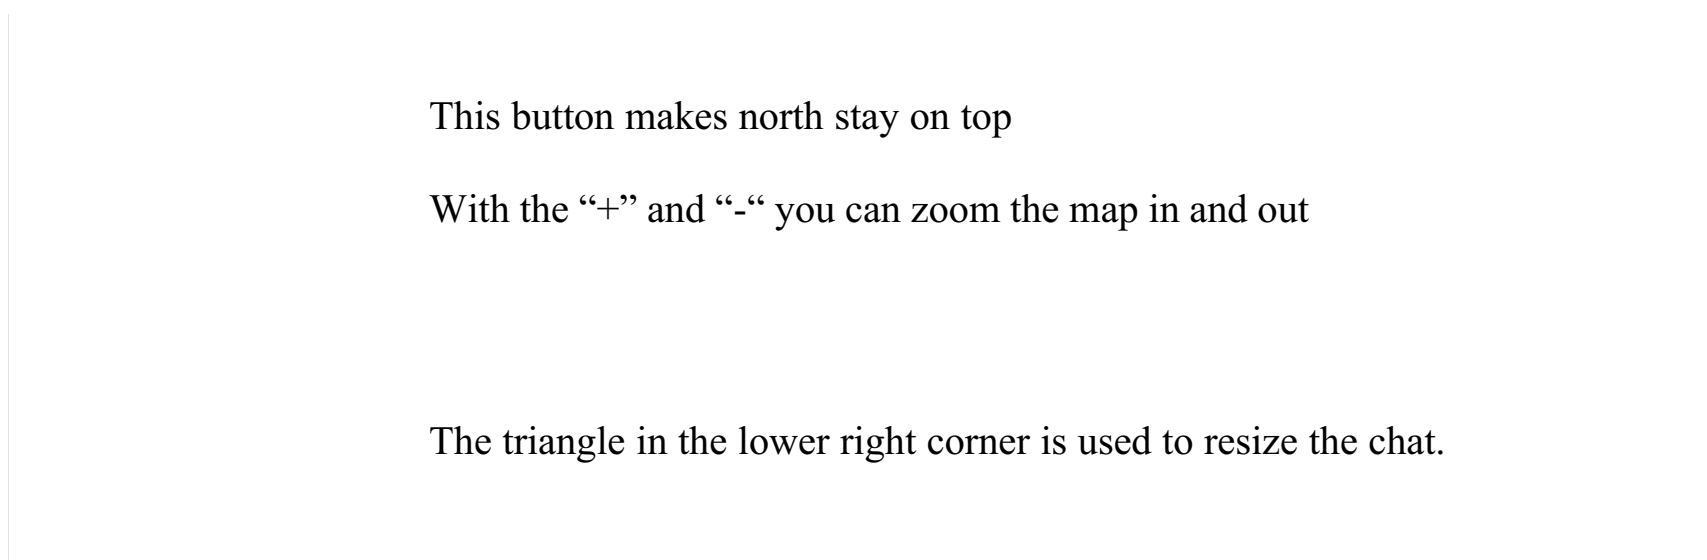 This button makes north stay on top
With the “+” and “-“ you can zoom the map in and out
The triangle in the lower right corner is used to resize the chat.